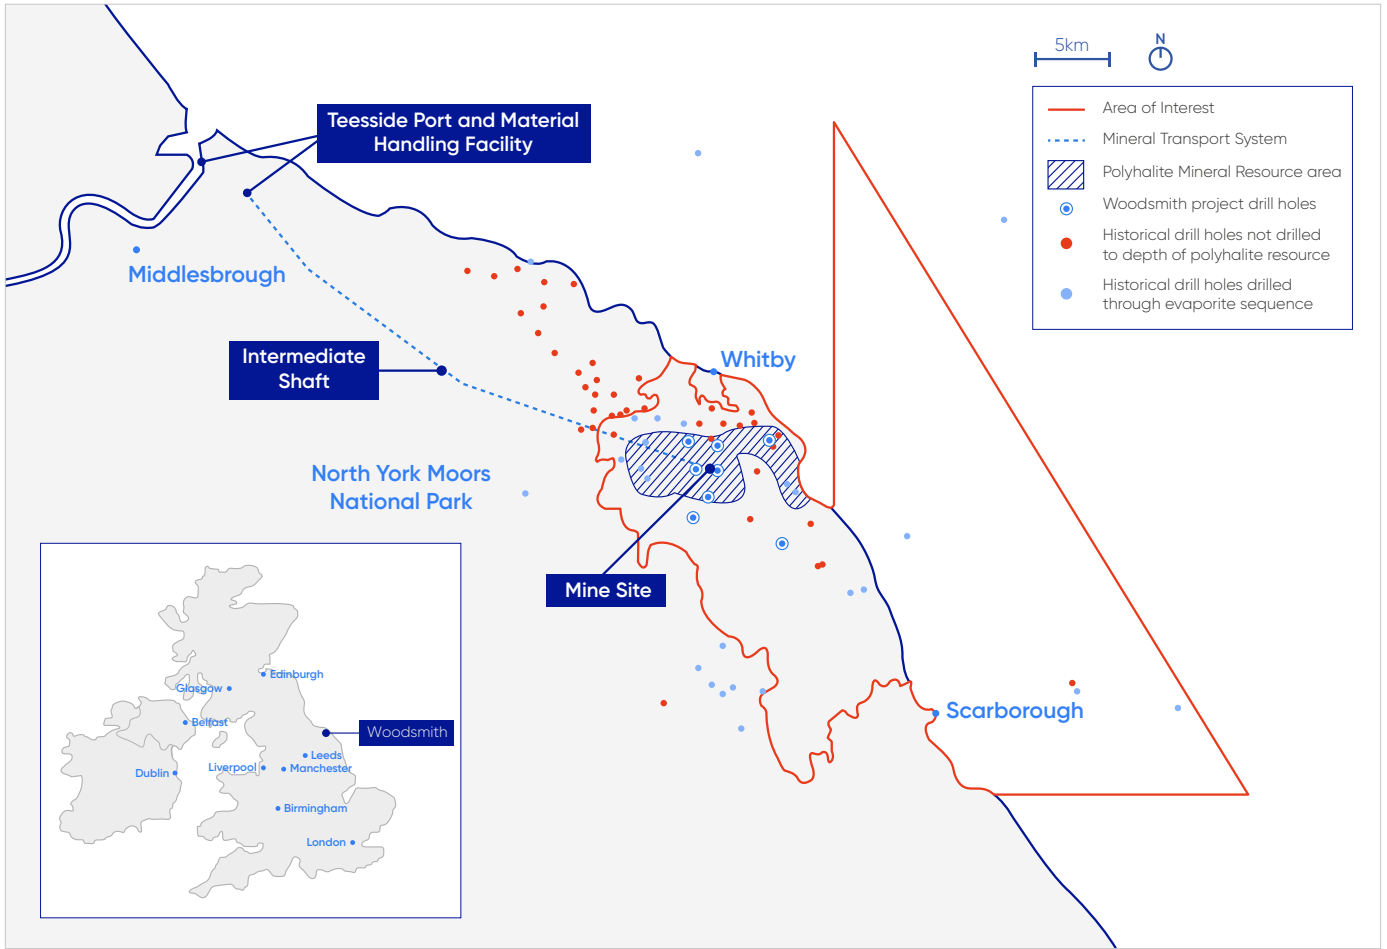 5km
N
Area of Interest
Mineral Transport System
Polyhalite Mineral Resource area
Woodsmith project drill holes
Historical drill holes not drilled
to depth of polyhalite resource
Historical drill holes drilled
through evaporite sequence
Teesside Port and Material
Handling Facility
Middlesbrough
Intermediate
Shaft
Whitby
North York Moors
National Park
Mine Site
Scarborough
Edinburgh
Glasgow
Belfast
Woodsmith
Leeds
Liverpool
Manchester
Dublin
Birmingham
London